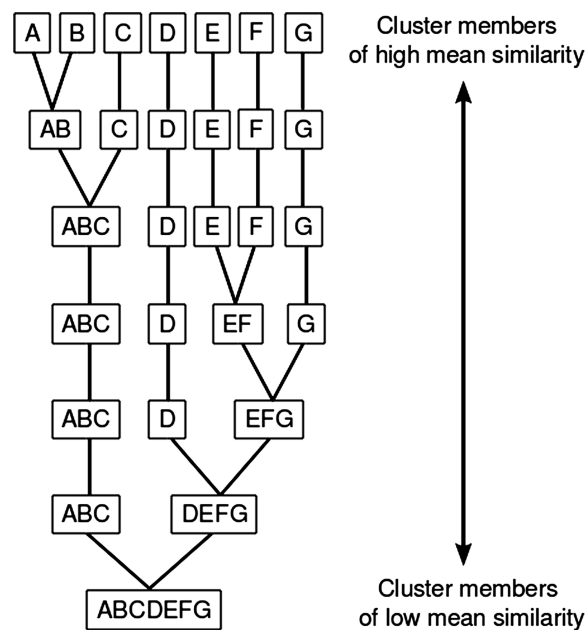 A B C D E F G
Cluster members
of high mean similarity
AB C D E F G
ABC D E F G
ABC D EF G
ABC D EFG
ABC DEFG
ABCDEFG
Cluster members
of low mean similarity